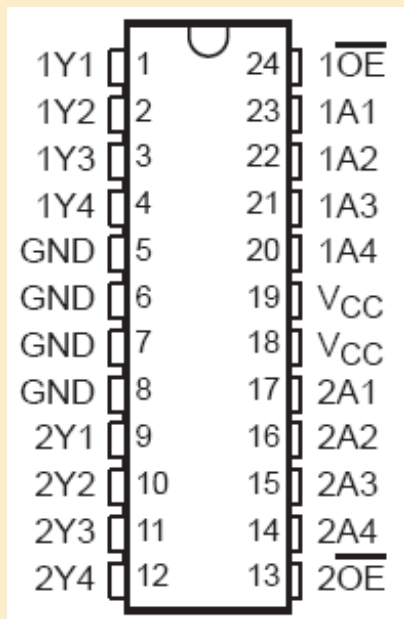 1Y1 1 24 1O̅E̅
1Y2 2 23 1A1
1Y3 3 22 1A2
1Y4 4 21 1A3
GND 5 20 1A4
GND 6 19 VCC
GND 7 18 VCC
GND 8 17 2A1
2Y1 9 16 2A2
2Y2 10 15 2A3
2Y3 11 14 2A4
2Y4 12 13 2O̅E̅